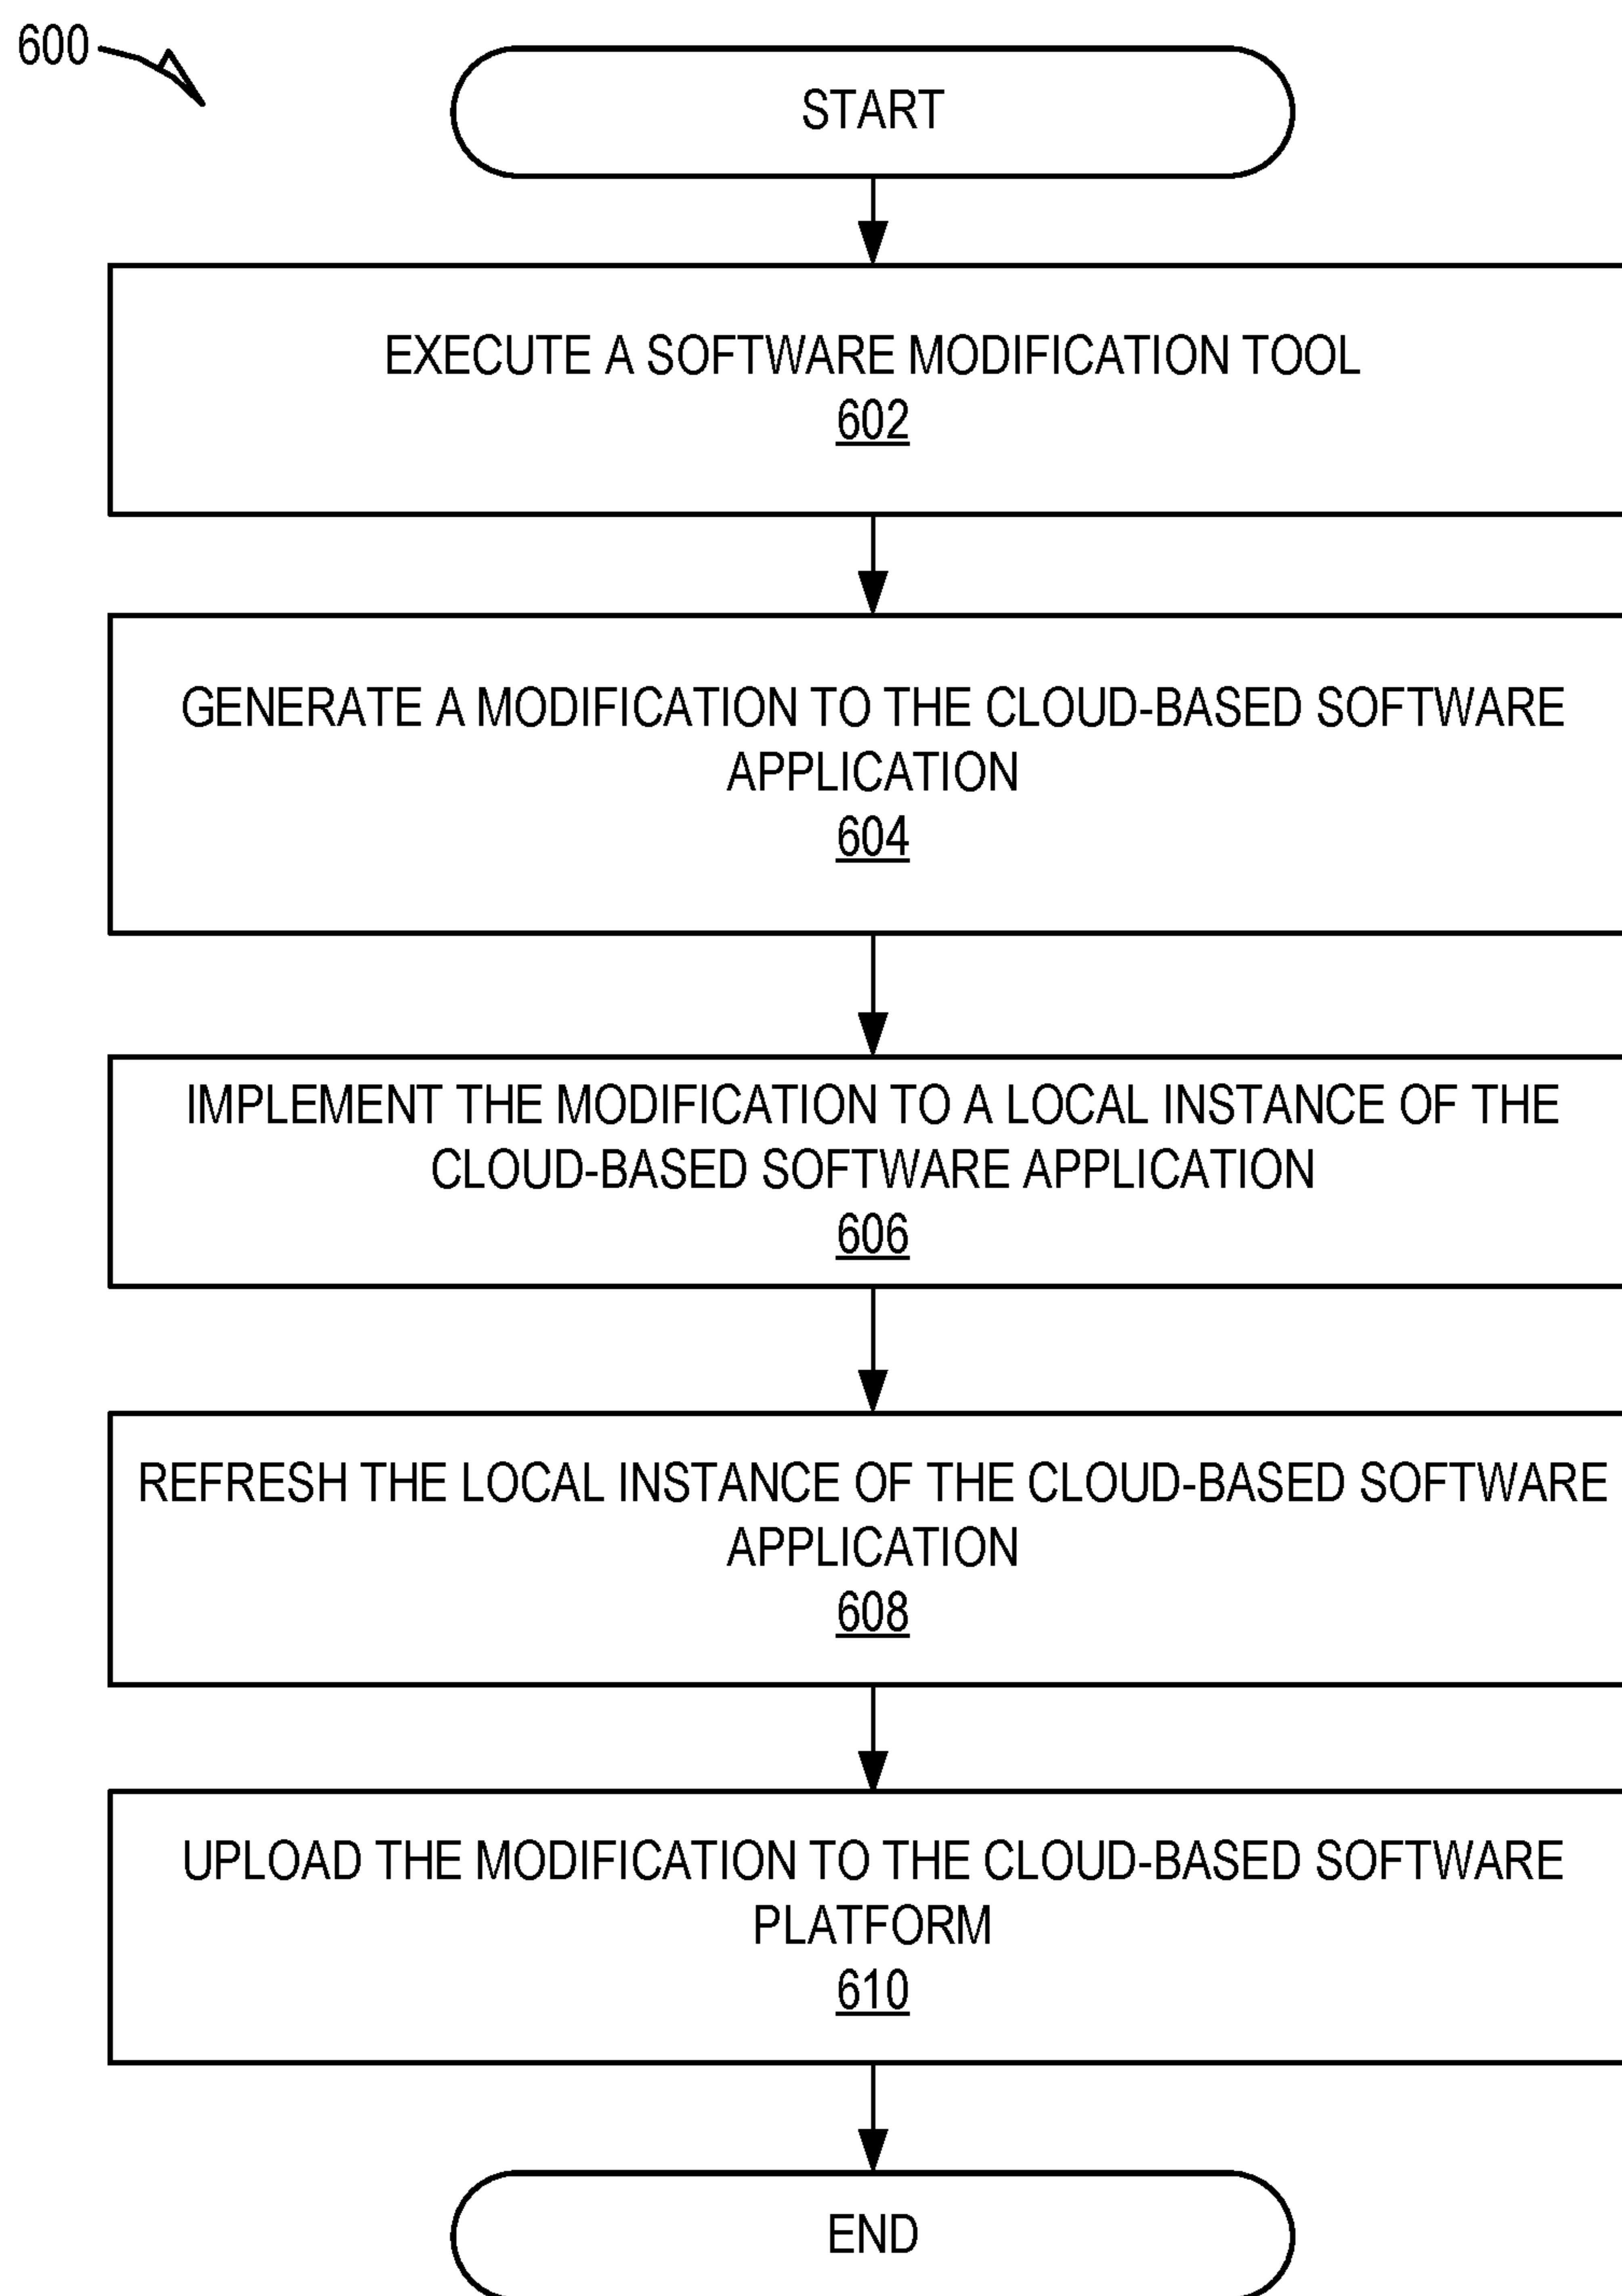 600
START
EXECUTE A SOFTWARE MODIFICATION TOOL
602
GENERATE A MODIFICATION TO THE CLOUD-BASED SOFTWARE
APPLICATION
604
IMPLEMENT THE MODIFICATION TO A LOCAL INSTANCE OF THE
CLOUD-BASED SOFTWARE APPLICATION
606
REFRESH THE LOCAL INSTANCE OF THE CLOUD-BASED SOFTWARE
APPLICATION
608
UPLOAD THE MODIFICATION TO THE CLOUD-BASED SOFTWARE
PLATFORM
610
END